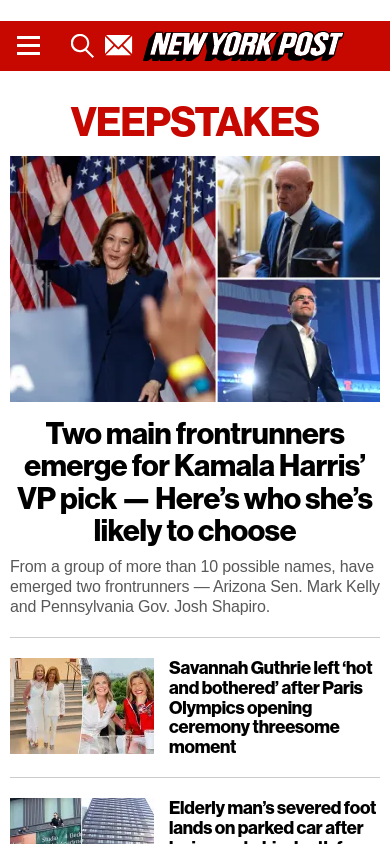 NEW YORK POST
VEEPSTAKES
A
Two main frontrunners
emerge for Kamala Harris’
VP pick — Here’s who she’s
likely to choose
From a group of more than 10 possible names, have
emerged two frontrunners — Arizona Sen. Mark Kelly
and Pennsylvania Gov. Josh Shapiro.
Savannah Guthrie left ‘hot
and bothered’ after Paris
Olympics opening
ceremony threesome
moment
Elderly man’s severed foot
lands on parked car after